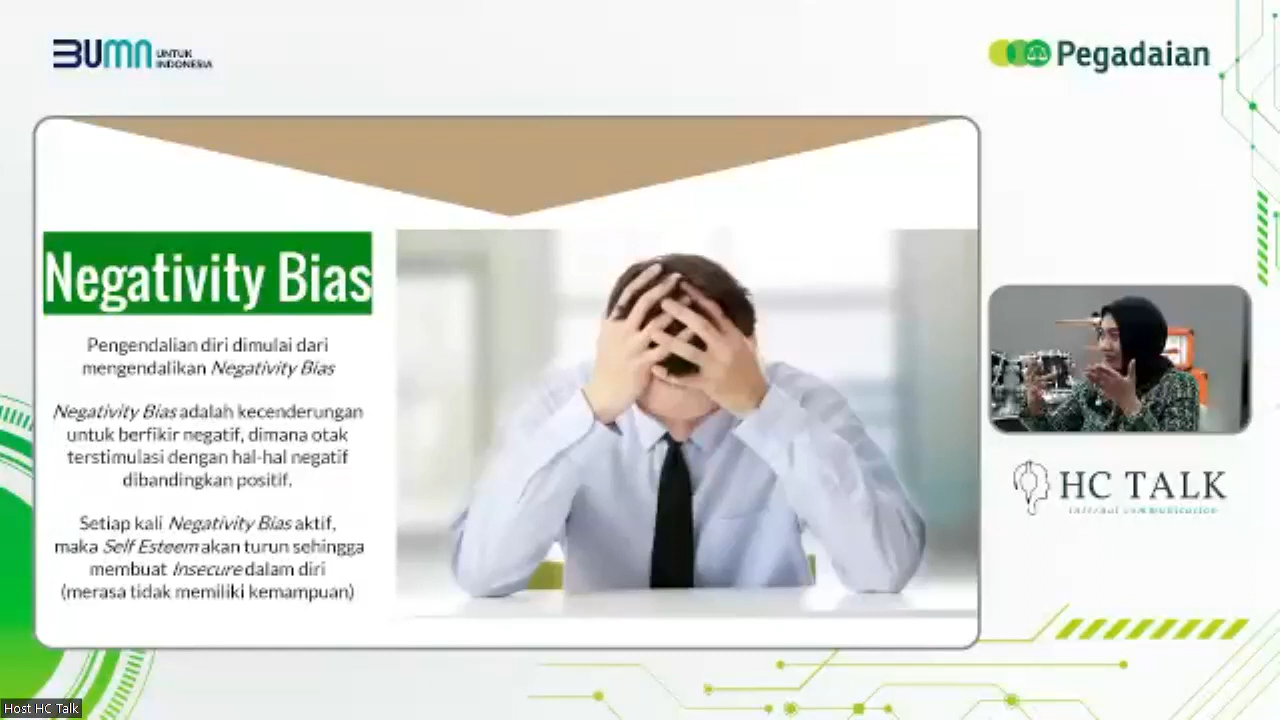 BUMN UNTUK
INDONESIA
Pegadaian
Negativity Bias
Pengendalian diri dimulai dari
mengendalikan Negativity Bias
Negativity Bias adalah kecenderungan
untuk berfikir negatif, dimana otak
terstimulasi dengan hal-hal negatif
dibandingkan positif.
Setiap kali Negativity Bias aktif,
maka Self Esteem akan turun sehingga
membuat Insecure dalam diri
(merasa tidak memiliki kemampuan)
HC TALK
internal communication
Host HC Talk